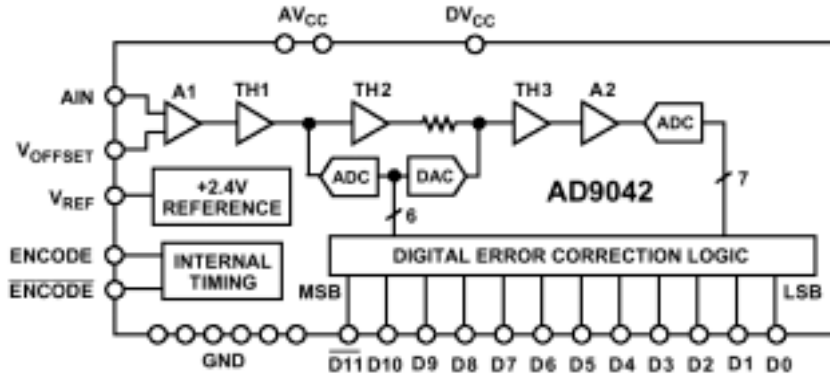 AVCC DVCC
AIN A1 TH1 TH2 TH3 A2 ADC
VOFFSET
ADC DAC
VREF +2.4V REFERENCE
6
AD9042
7
ENCODE
ENCODE
INTERNAL TIMING
DIGITAL ERROR CORRECTION LOGIC
MSB LSB
GND D11 D10 D9 D8 D7 D6 D5 D4 D3 D2 D1 D0